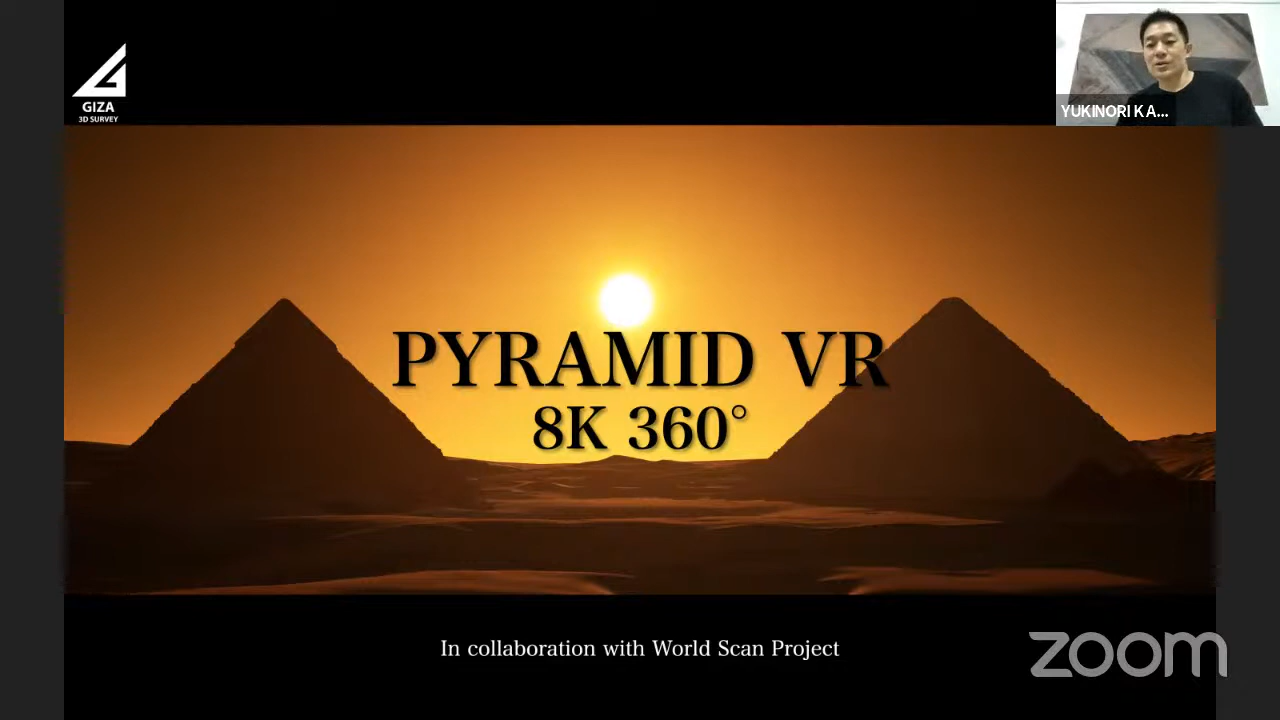 GIZA
3D SURVEY
YUKINORI KA...
PYRAMID VR
8K 360°
In collaboration with World Scan Project
zoom